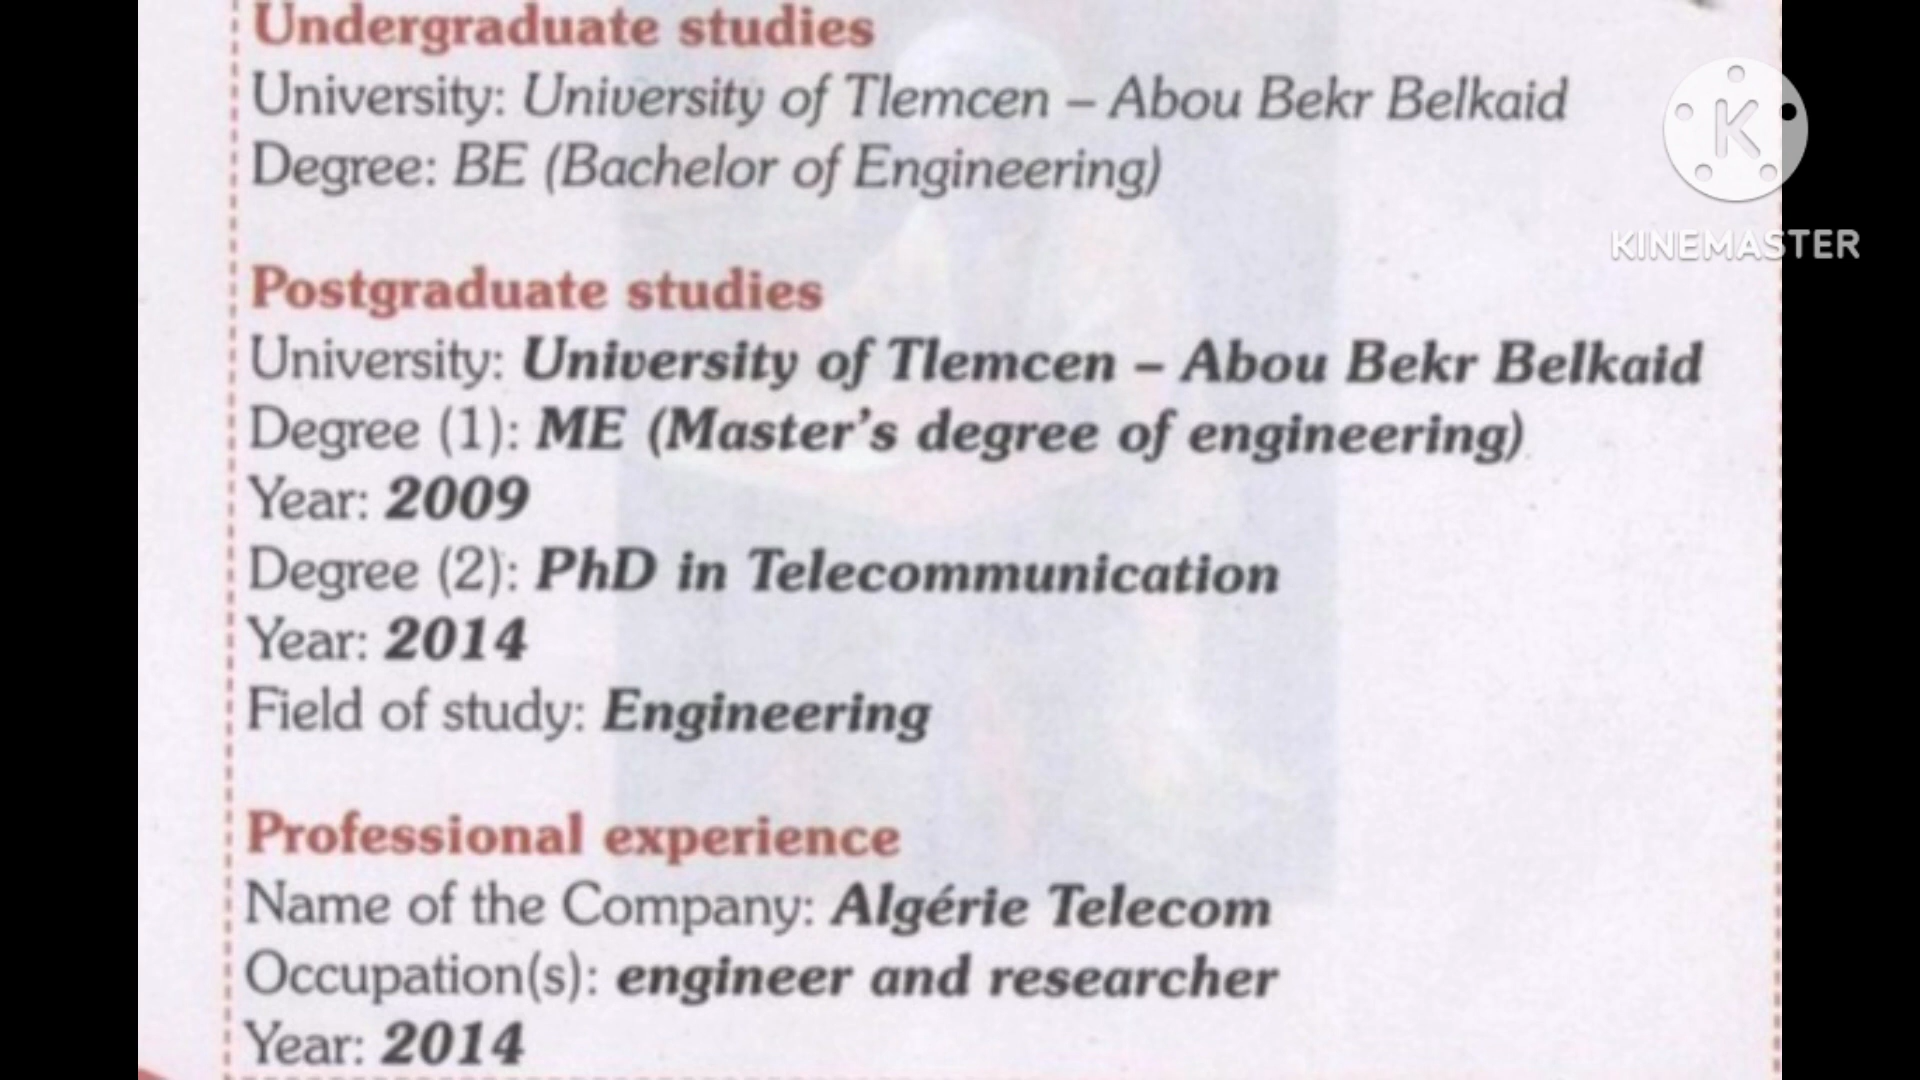 Undergraduate studies
University: University of Tlemcen – Abou Bekr Belkaid
Degree: BE (Bachelor of Engineering)
K
KINEMASTER
Postgraduate studies
University: University of Tlemcen – Abou Bekr Belkaid
Degree (1): ME (Master's degree of engineering)
Year: 2009
Degree (2): PhD in Telecommunication
Year: 2014
Field of study: Engineering
Professional experience
Name of the Company: Algérie Telecom
Occupation(s): engineer and researcher
Year: 2014